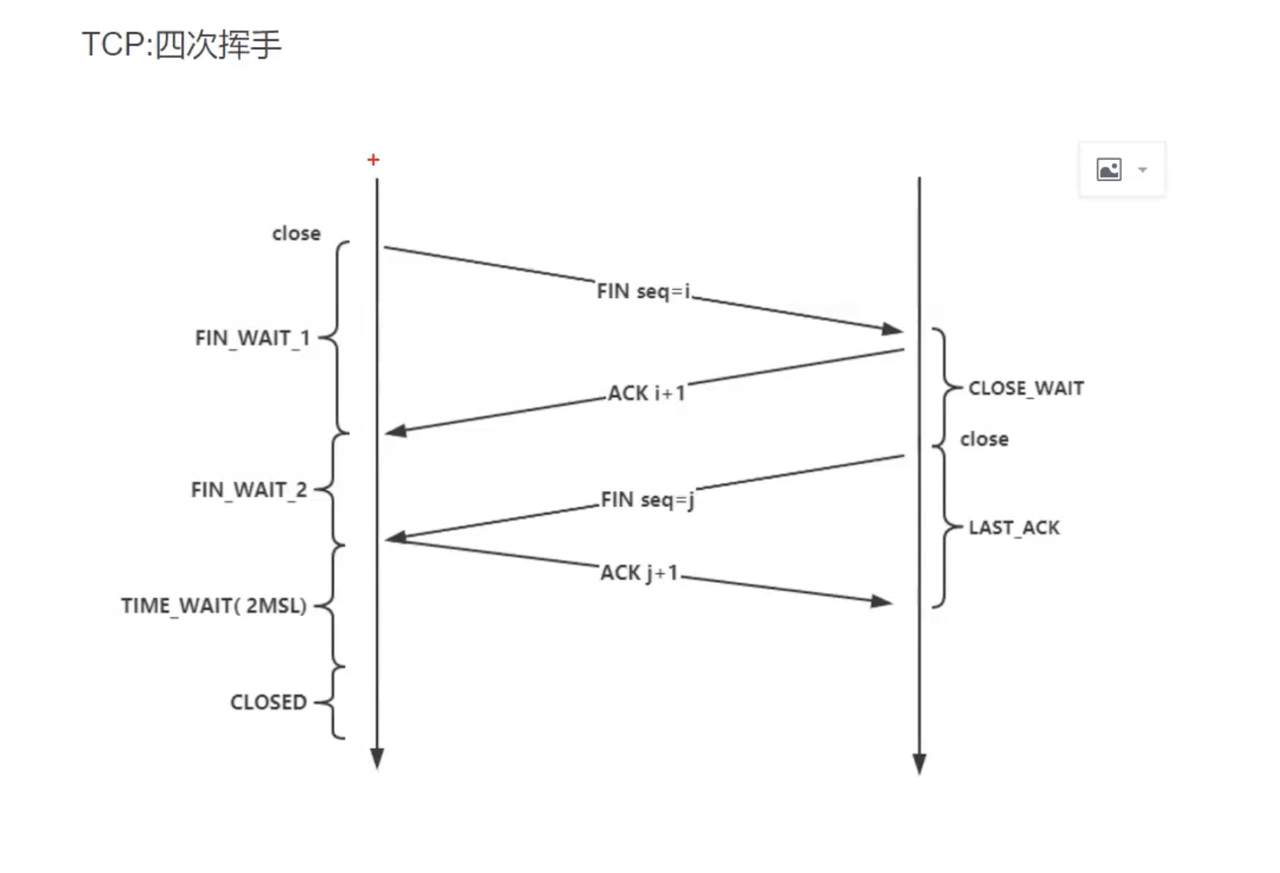 TCP:四次挥手
close
FIN seq=i
FIN_WAIT_1
ACK i+1
CLOSE_WAIT
close
FIN_WAIT_2
FIN seq=j
LAST_ACK
ACK j+1
TIME_WAIT( 2MSL)
CLOSED